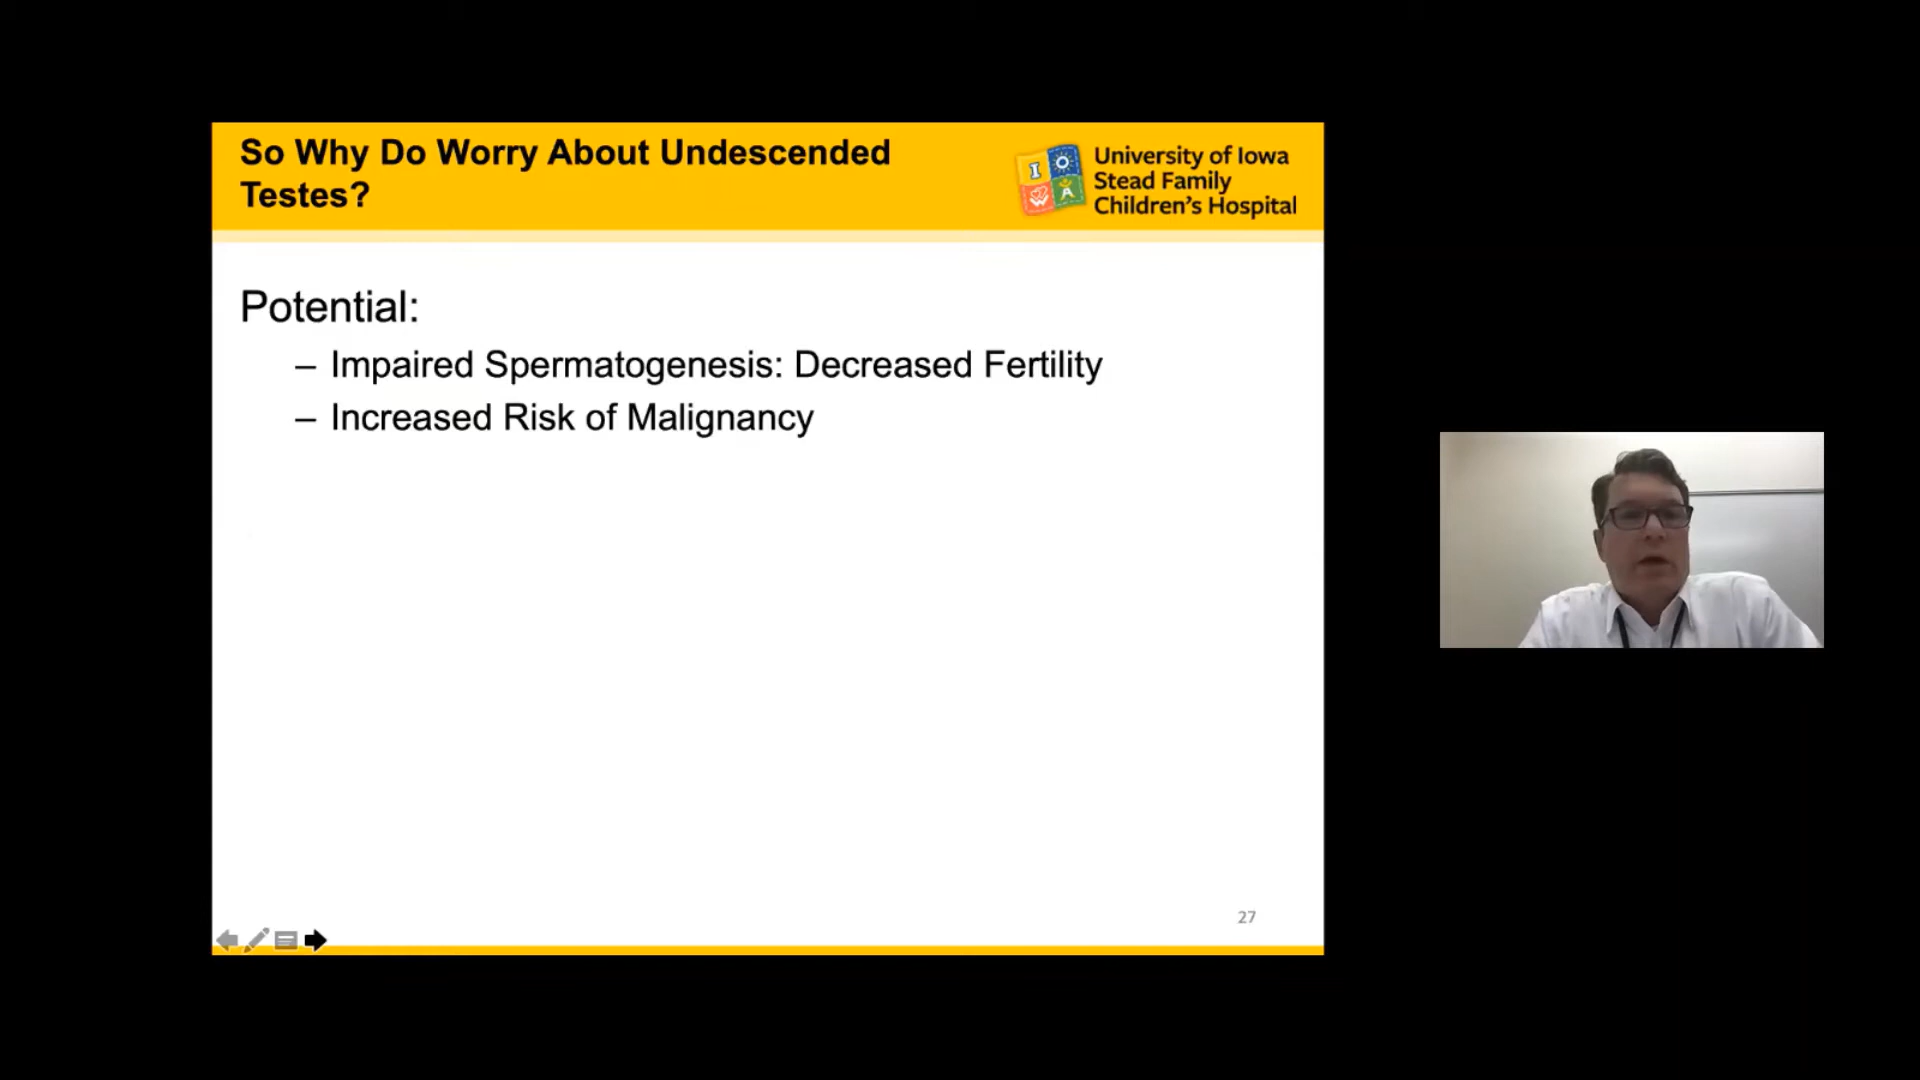 So Why Do Worry About Undescended
Testes?
University of Iowa
Stead Family
Children's Hospital
I
W
A
Potential:
– Impaired Spermatogenesis: Decreased Fertility
– Increased Risk of Malignancy
27